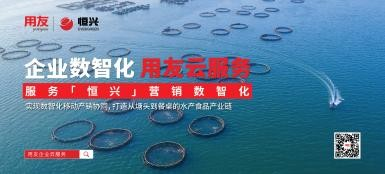 用友
yonyou
恒兴
EVERGREEN
企业数智化 用友云服务
服务「恒兴」营销数智化
实现数智化移动产销协同，打造从塘头到餐桌的水产食品产业链
用友企业云服务